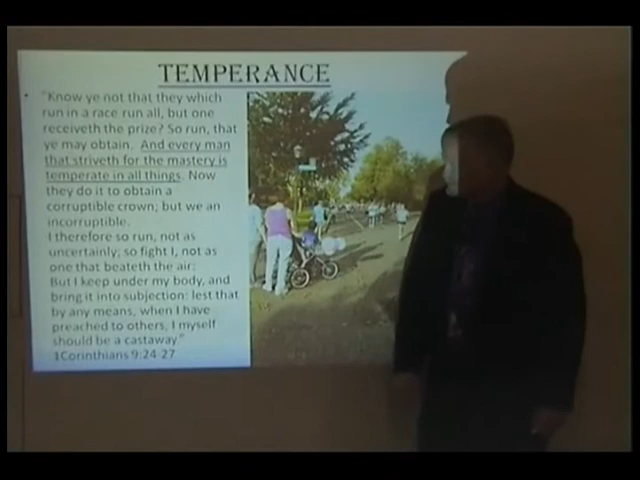 TEMPERANCE
"Know ye not that they which
run in a race run all, but one
receiveth the prize? So run, that
ye may obtain. And every man
that striveth for the mastery is
temperate in all things. Now
they do it to obtain a
corruptible crown; but we an
incorruptible.
I therefore so run, not as
uncertainly; so fight I, not as
one that beateth the air:
But I keep under my body, and
bring it into subjection: lest that
by any means, when I have
preached to others, I myself
should be a castaway."
1Corinthians 9:24-27